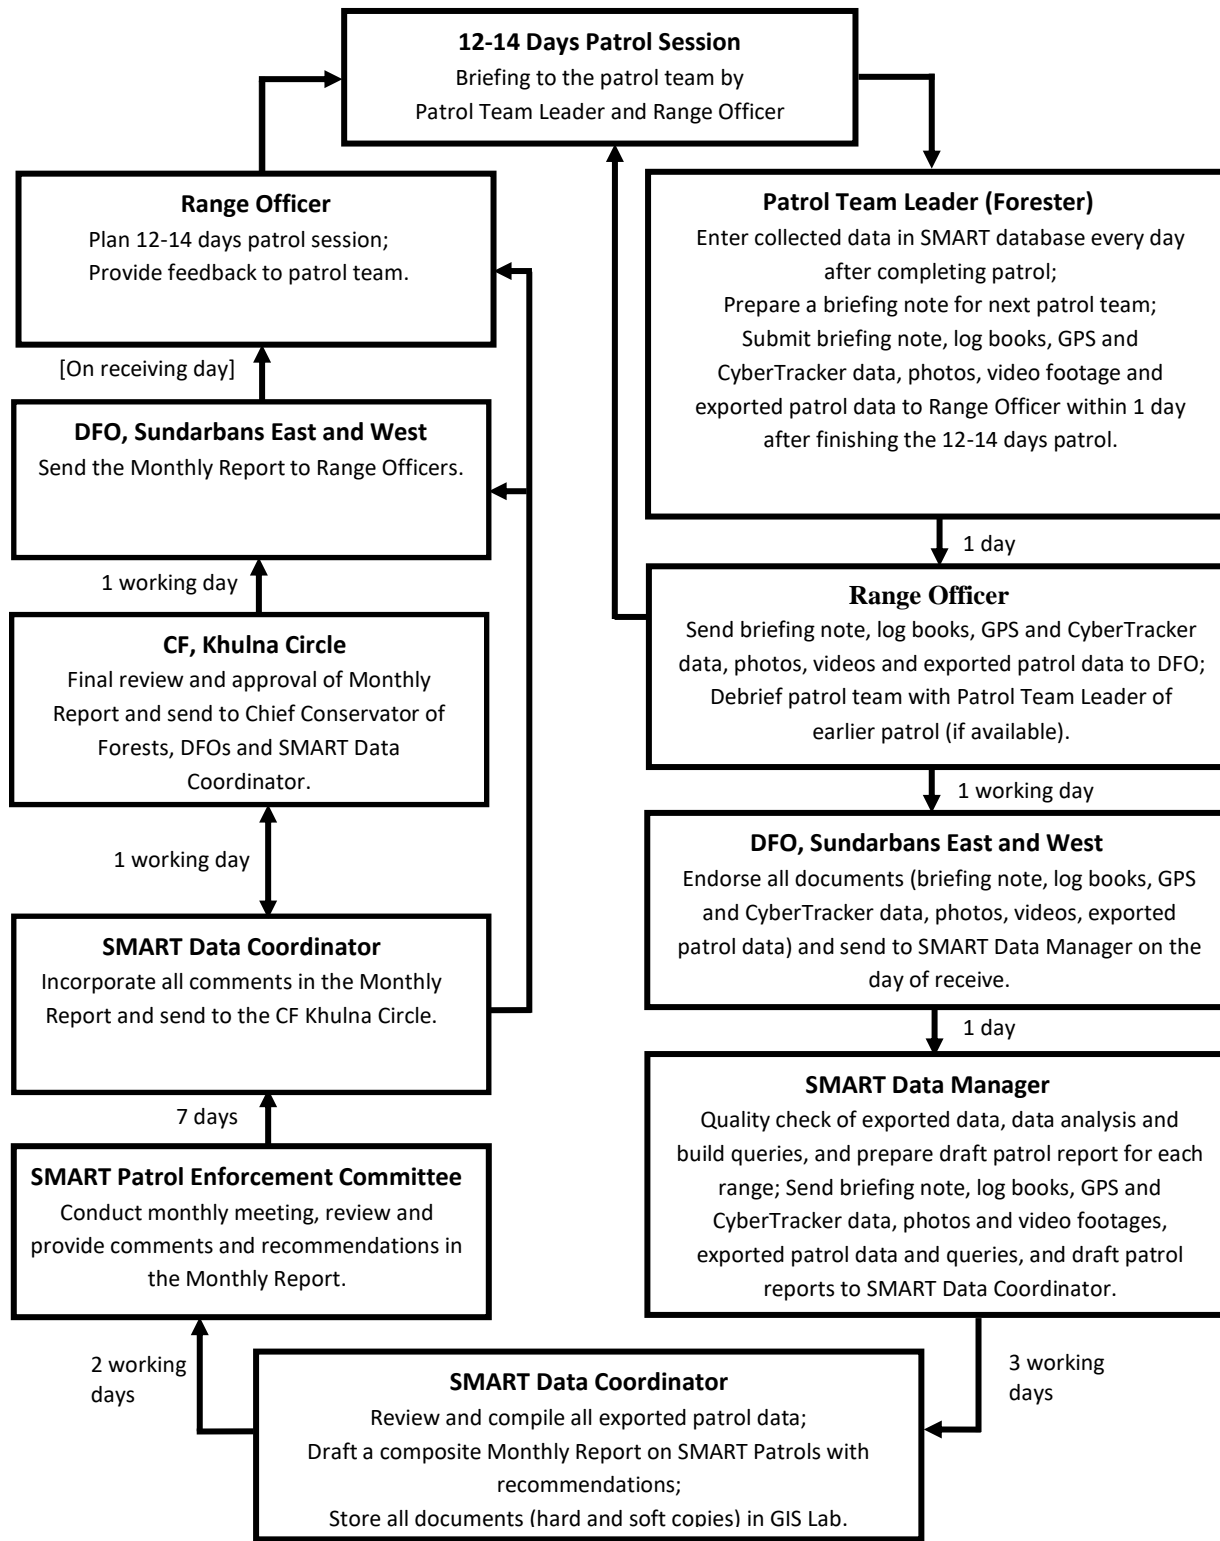 12-14 Days Patrol Session
Briefing to the patrol team by
Patrol Team Leader and Range Officer
Patrol Team Leader (Forester)
Enter collected data in SMART database every day
after completing patrol;
Prepare a briefing note for next patrol team;
Submit briefing note, log books, GPS and
CyberTracker data, photos, video footage and
exported patrol data to Range Officer within 1 day
after finishing the 12-14 days patrol.
1 day
Range Officer
Send briefing note, log books, GPS and CyberTracker
data, photos, videos and exported patrol data to DFO;
Debrief patrol team with Patrol Team Leader of
earlier patrol (if available).
1 working day
DFO, Sundarbans East and West
Endorse all documents (briefing note, log books, GPS
and CyberTracker data, photos, videos, exported
patrol data) and send to SMART Data Manager on the
day of receive.
1 day
SMART Data Manager
Quality check of exported data, data analysis and
build queries, and prepare draft patrol report for each
range; Send briefing note, log books, GPS and
CyberTracker data, photos and video footages,
exported patrol data and queries, and draft patrol
reports to SMART Data Coordinator.
3 working
days
SMART Data Coordinator
Review and compile all exported patrol data;
Draft a composite Monthly Report on SMART Patrols with
recommendations;
Store all documents (hard and soft copies) in GIS Lab.
2 working
days
SMART Patrol Enforcement Committee
Conduct monthly meeting, review and
provide comments and recommendations in
the Monthly Report.
7 days
SMART Data Coordinator
Incorporate all comments in the Monthly
Report and send to the CF Khulna Circle.
1 working day
CF, Khulna Circle
Final review and approval of Monthly
Report and send to Chief Conservator of
Forests, DFOs and SMART Data
Coordinator.
1 working day
DFO, Sundarbans East and West
Send the Monthly Report to Range Officers.
[On receiving day]
Range Officer
Plan 12-14 days patrol session;
Provide feedback to patrol team.